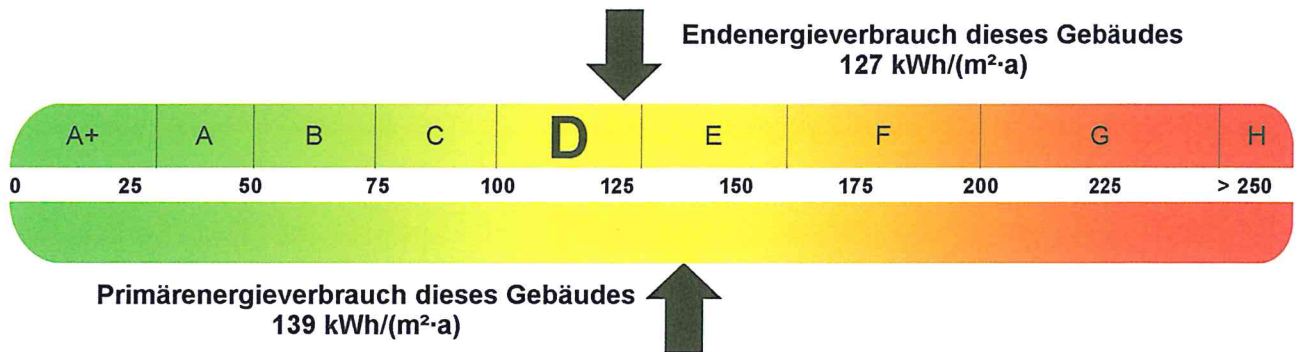 Endenergieverbrauch dieses Gebäudes
127 kWh/(m²·a)
A+ A B C D E F G H
0 25 50 75 100 125 150 175 200 225 > 250
Primärenergieverbrauch dieses Gebäudes
139 kWh/(m²·a)